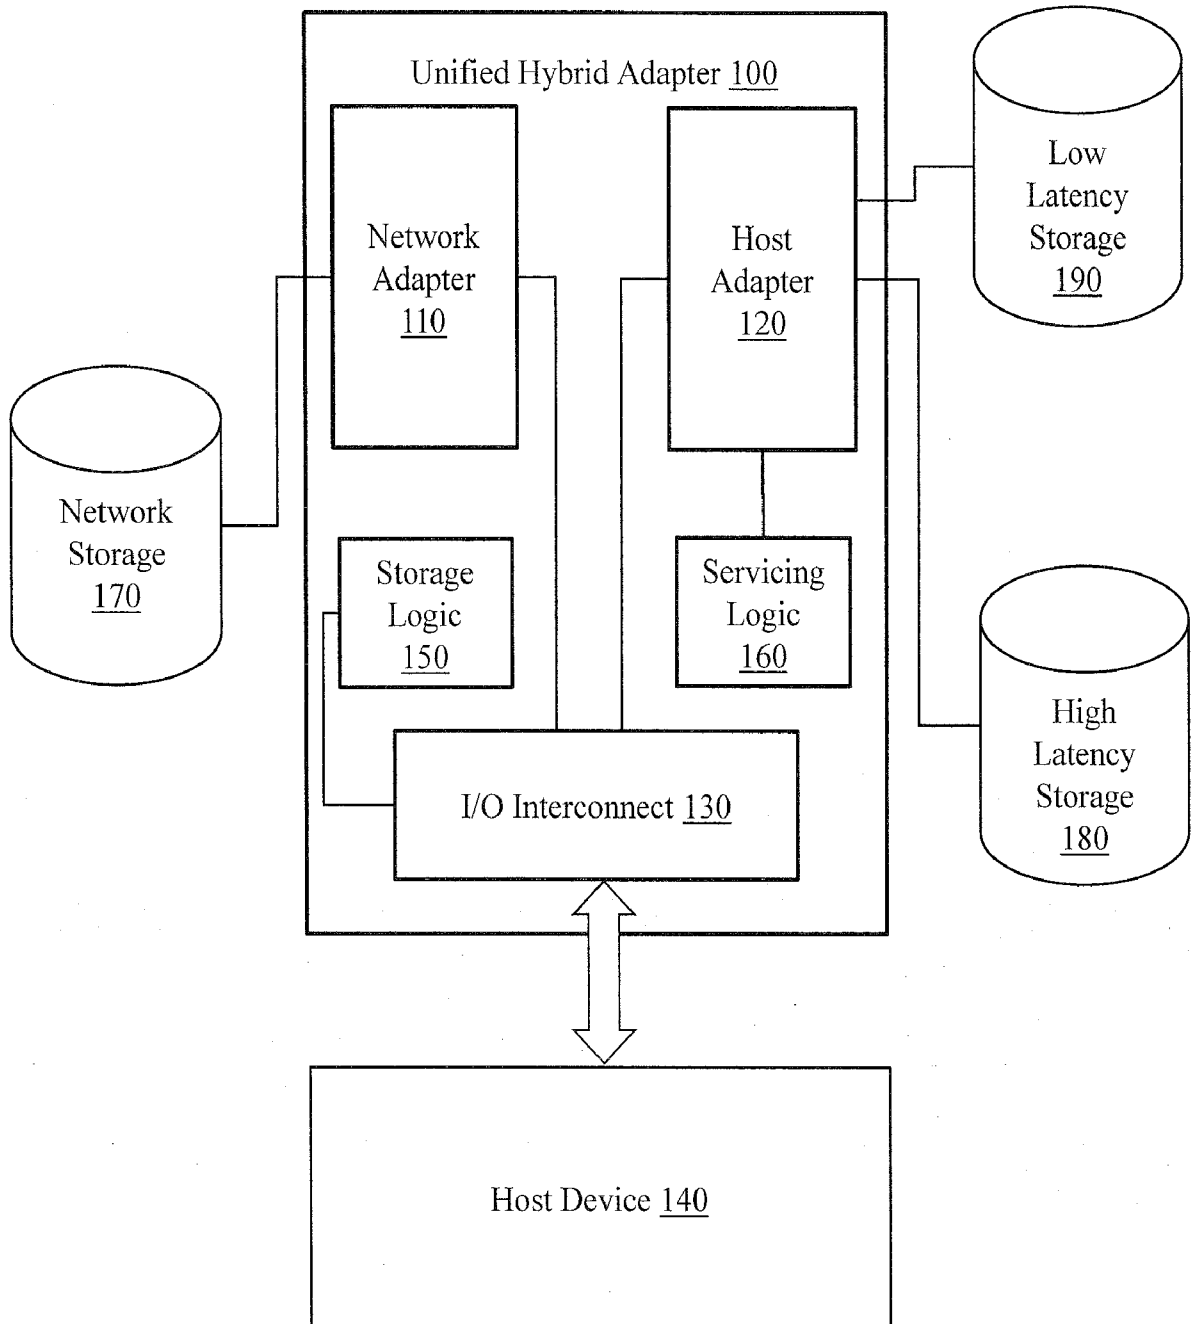 Unified Hybrid Adapter 100
Network
Adapter
110
Host
Adapter
120
Low
Latency
Storage
190
Network
Storage
170
Storage
Logic
150
Servicing
Logic
160
High
Latency
Storage
180
I/O Interconnect 130
Host Device 140